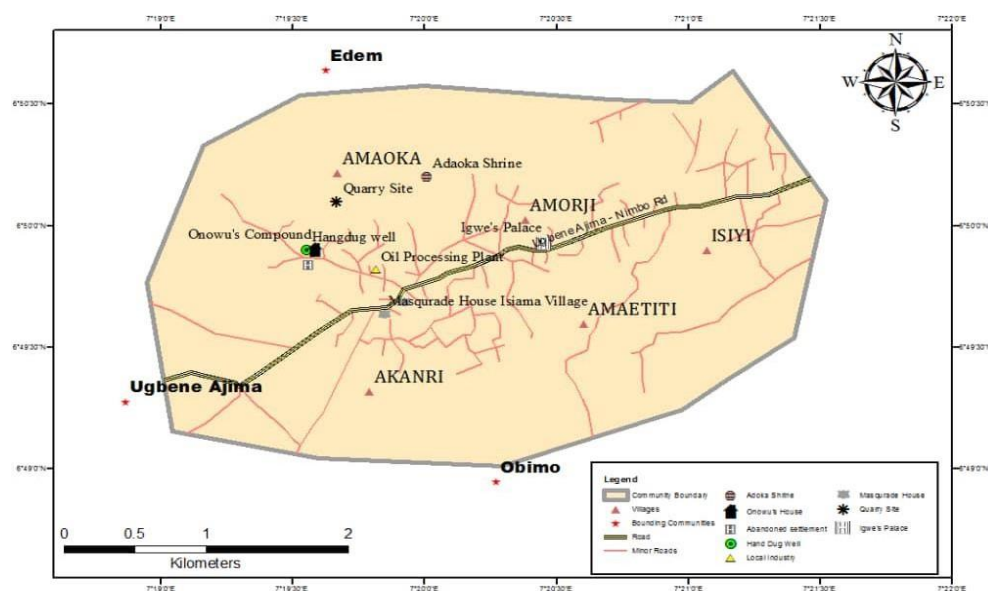 7°19'0"E 7°19'30"E 7°20'0"E 7°20'30"E 7°21'0"E 7°21'30"E 7°22'0"E
Edem
N
W E
S
6°50'30"N 6°50'30"N
AMAOKA Adaoka Shrine
Quarry Site
AMORJI
Igwe's Palace
Ugbene Ajima - Nimbo Rd
6°50'0"N 6°50'0"N
Onowu's Compound Hangdug well
ISIYI
Oil Processing Plant
Masqurade House Isiama Village
AMAETITI
6°49'30"N 6°49'30"N
AKANRI
Ugbene Ajima
Obimo
6°49'0"N 6°49'0"N
Legend
Community Boundary
Villages
Bounding Communities
Road
Minor Roads
Adoka Shrine
Onowu's House
Abandoned settlement
Hand Dug Well
Local Industry
Masqurade House
Quarry Site
Igwe's Palace
0 0.5 1 2
Kilometers
7°19'0"E 7°19'30"E 7°20'0"E 7°20'30"E 7°21'0"E 7°21'30"E 7°22'0"E